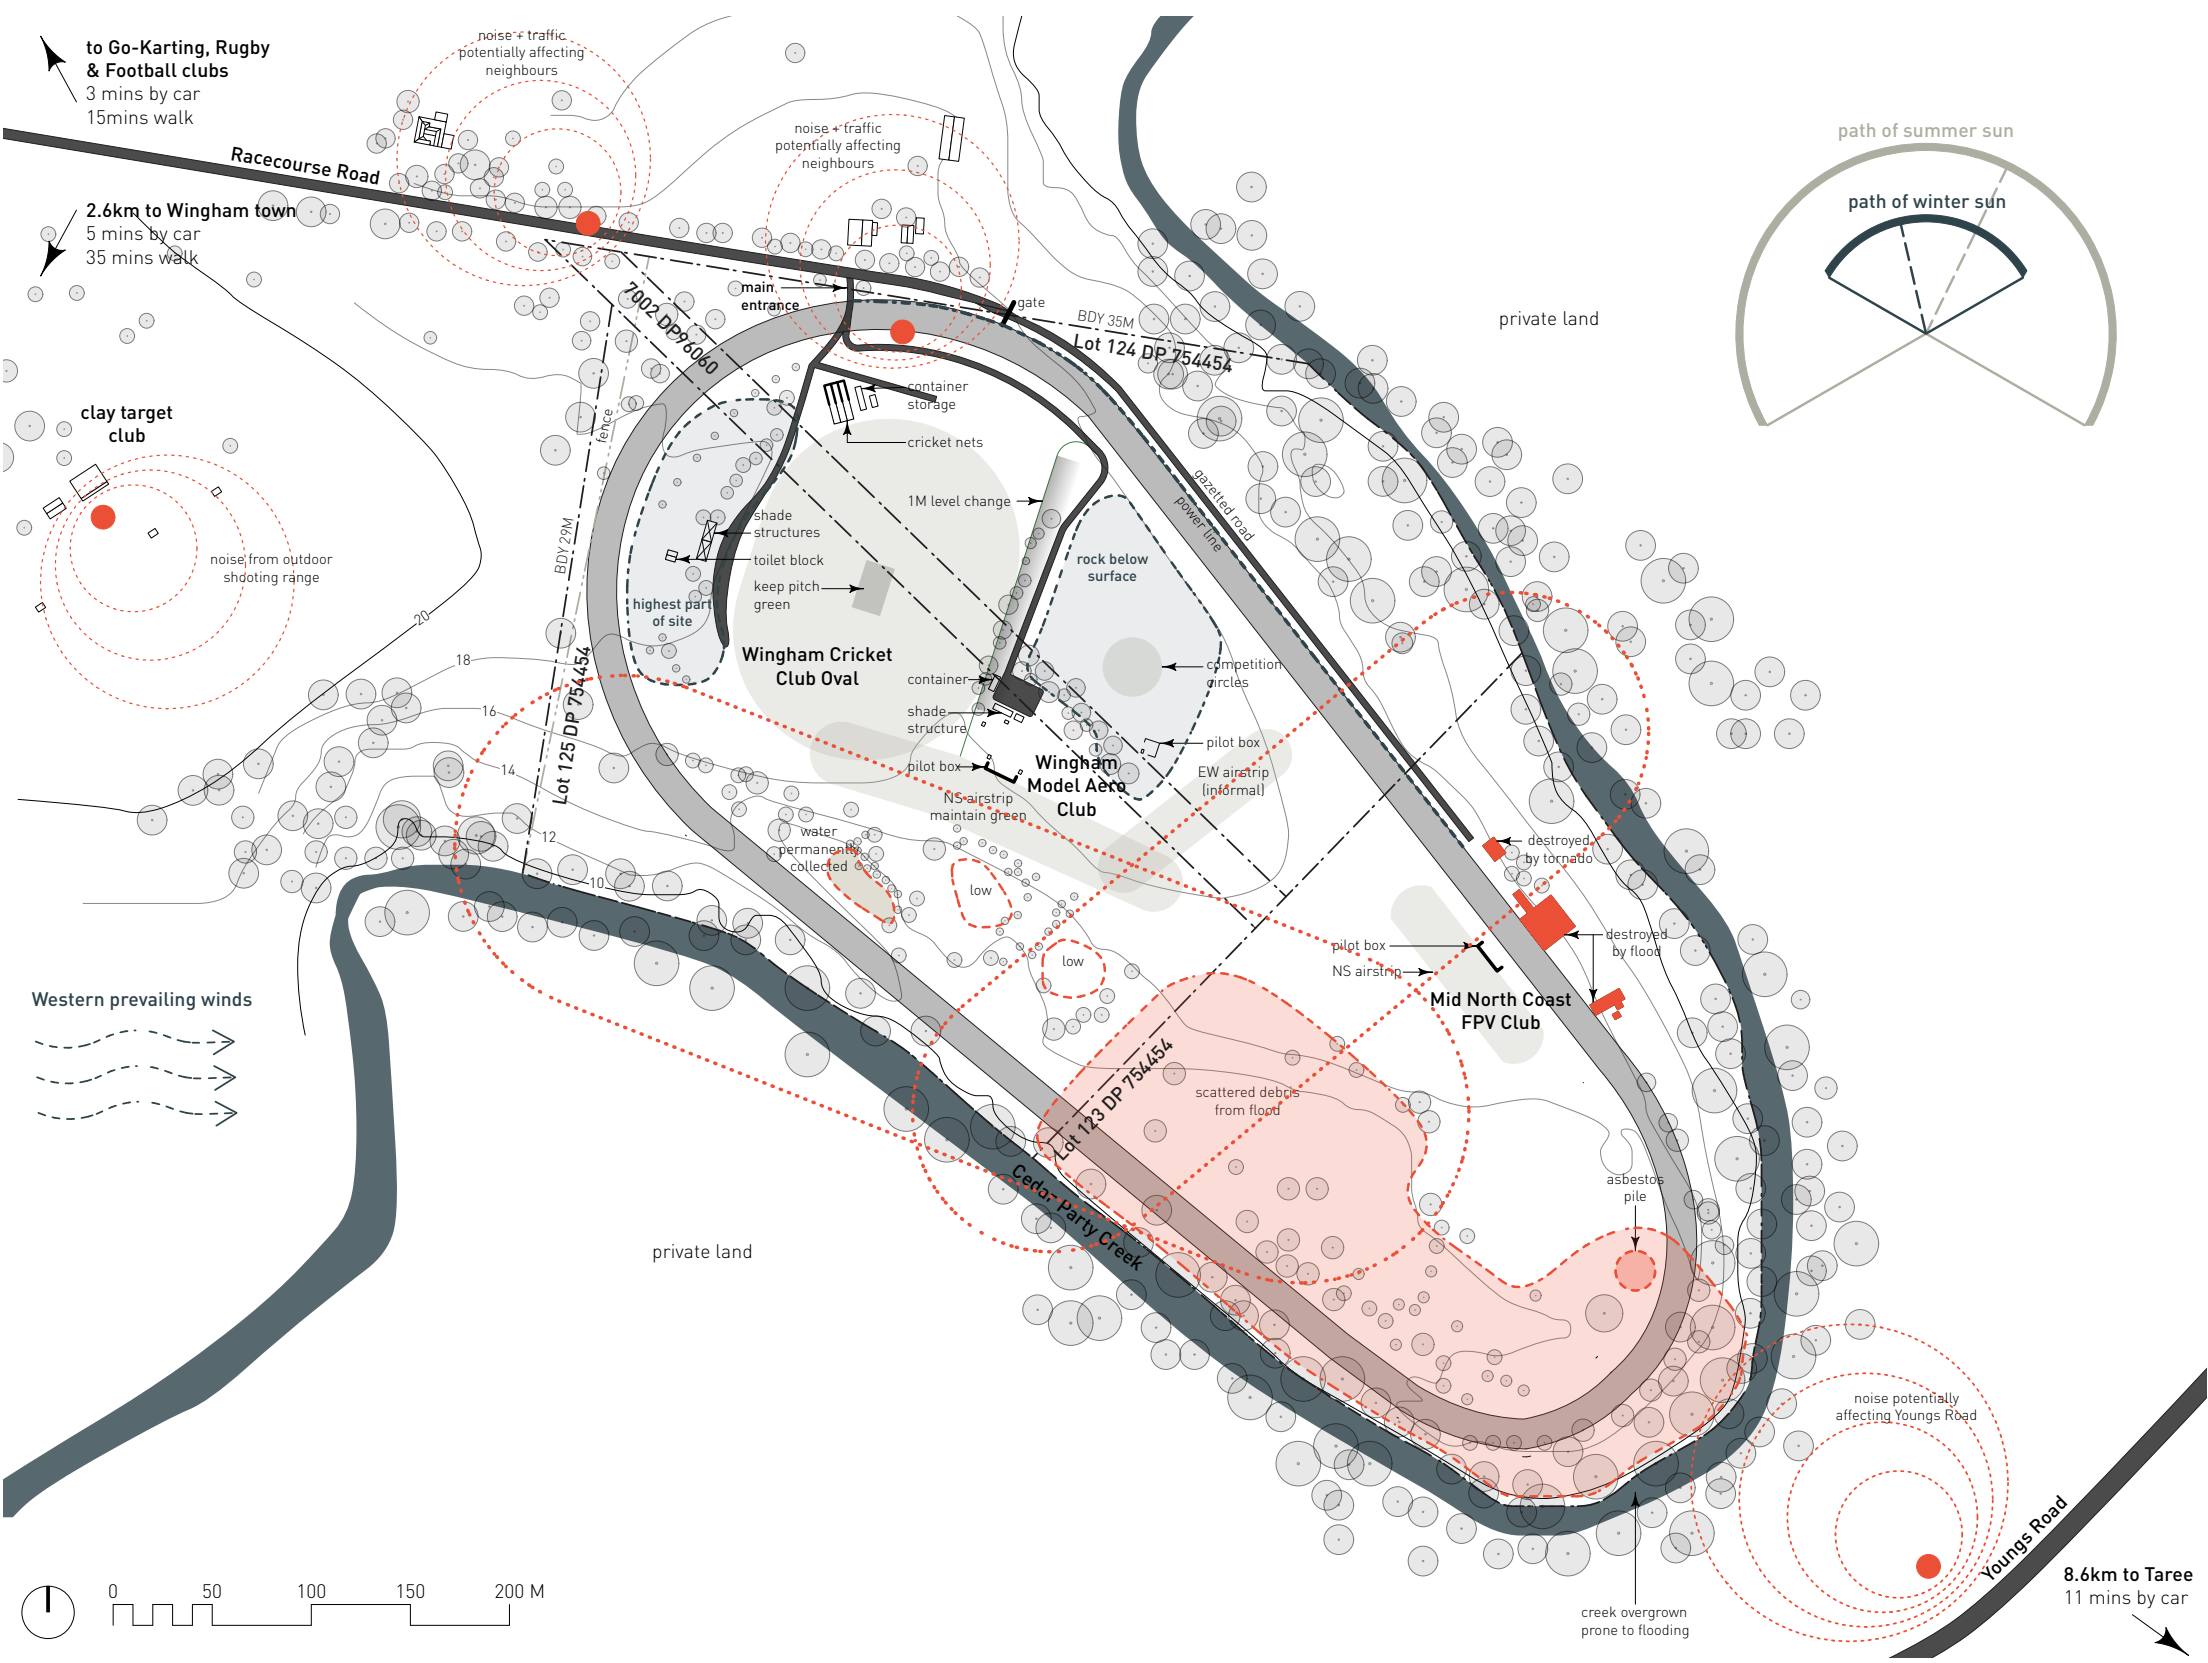 to Go-Karting, Rugby
& Football clubs
3 mins by car
15mins walk
noise + traffic
potentially affecting
neighbours
noise + traffic
potentially affecting
neighbours
path of summer sun
path of winter sun
Racecourse Road
2.6km to Wingham town
5 mins by car
35 mins walk
main
entrance
gate
7002 DP96060
BDY 35M
Lot 124 DP 754454
private land
clay target
club
noise from outdoor
shooting range
fence
BDY 29M
Lot 125 DP 754454
container
storage
cricket nets
1M level change
shade
structures
toilet block
keep pitch
green
highest part
of site
rock below
surface
gazetted road
power line
Wingham Cricket
Club Oval
competition
circles
container
shade
structure
pilot box
pilot box
Wingham
Model Aero
Club
EW airstrip
(informal)
NS airstrip
maintain green
20
18
16
14
12
10
water
permanently
collected
low
low
destroyed
by tornado
destroyed
by flood
pilot box
NS airstrip
Mid North Coast
FPV Club
Western prevailing winds
Lot 123 DP 754454
scattered debris
from flood
asbestos
pile
Cedar Party Creek
private land
noise potentially
affecting Youngs Road
Youngs Road
8.6km to Taree
11 mins by car
creek overgrown
prone to flooding
0 50 100 150 200 M